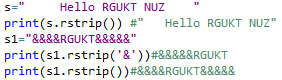 s="     Hello RGUKT NUZ    "
print(s.rstrip()) #"   Hello RGUKT NUZ
s1="&&&&RGUKT&&&&&"
print(s1.rstrip('&'))#&&&&&RGUKT
print(s1.rstrip())#&&&&RGUKT&&&&&